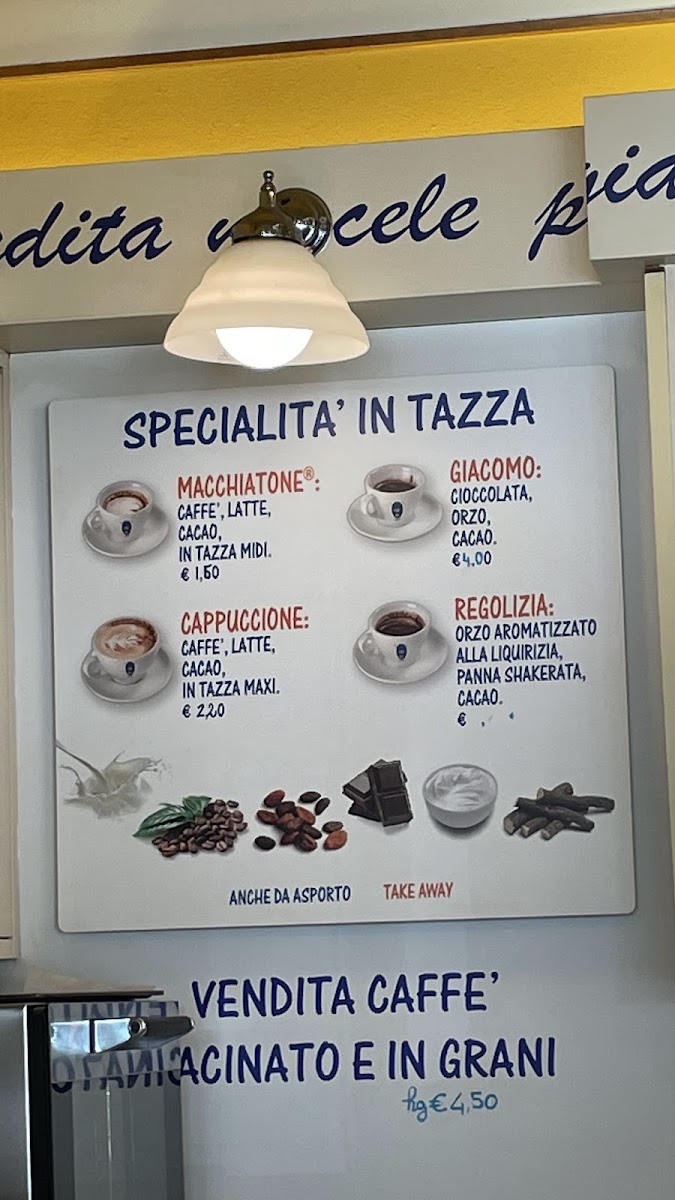 dita
cele pia
SPECIALITA' IN TAZZA
MACCHIATONE®:
CAFFE', LATTE,
CACAO,
IN TAZZA MIDI.
€ 1,50
GIACOMO:
CIOCCOLATA,
ORZO,
CACAO.
€4.00
CAPPUCCIONE:
CAFFE', LATTE,
CACAO,
IN TAZZA MAXI.
€ 2,20
REGOLIZIA:
ORZO AROMATIZZATO
ALLA LIQUIRIZIA,
PANNA SHAKERATA,
CACAO.
€
ANCHE DA ASPORTO TAKE AWAY
VENDITA CAFFE'
ACINATO E IN GRANI
hg€4,50